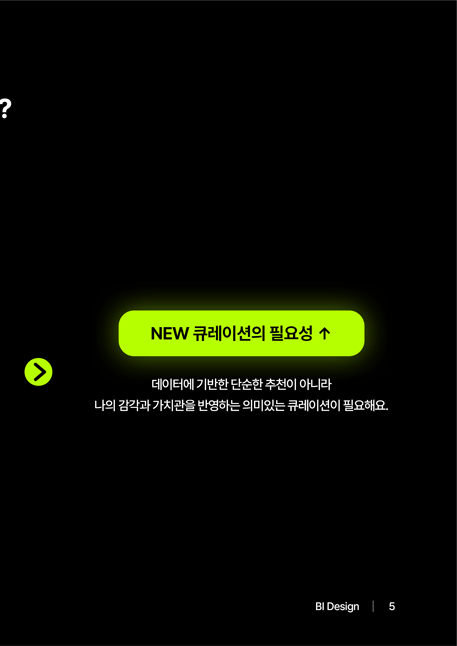 ?
NEW 큐레이션의 필요성 ↑
데이터에 기반한 단순한 추천이 아니라
나의 감각과 가치관을 반영하는 의미있는 큐레이션이 필요해요.
BI Design | 5